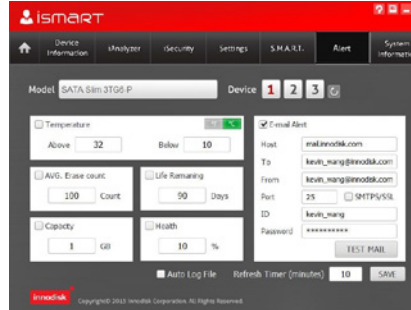 ismart
Device Information
iAnalyzer
iSecurity
Settings
S.M.A.R.T.
Alert
System Informati
Model SATA Slim 3TG6-P
Device 1 2 3
Temperature
°C
Above 32 Below 10
AVG. Erase count
100 Count
Life Remaning
90 Days
Capacity
1 GB
Health
10 %
E-mail Alert
Host mail.innodisk.com
To kevin_wang@innodisk.com
From kevin_wang@innodisk.com
Port 25 SMTPS/SSL
ID kevin_wang
Password **********
TEST MAIL
Auto Log File Refresh Timer (minutes) 10 SAVE
innodisk Copyright© 2015 Innodisk Corporation. All Rights Reserved.